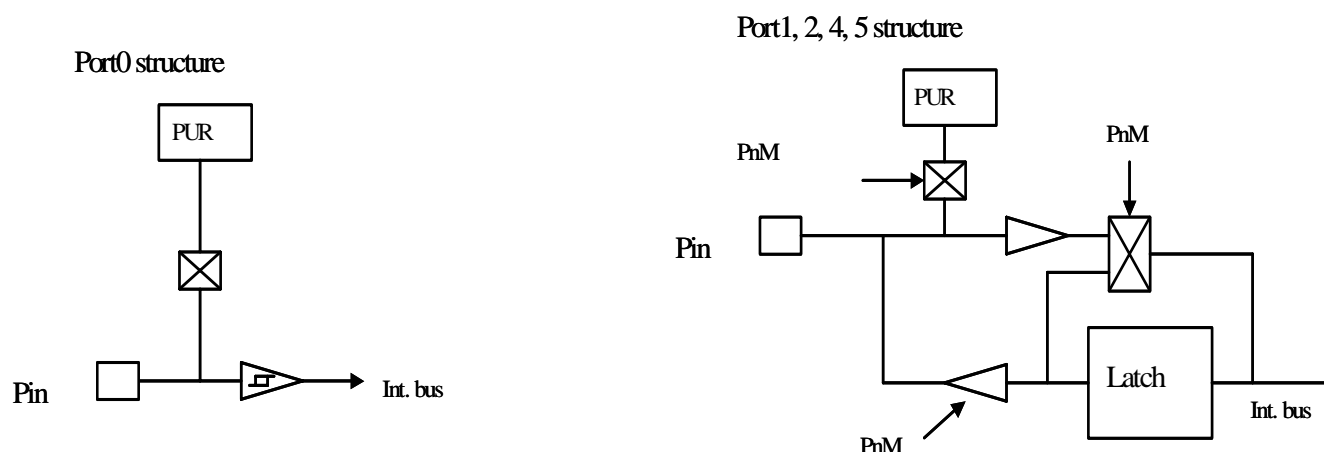 Port0 structure
PUR
Pin
Int. bus
Port1, 2, 4, 5 structure
PUR
PnM
PnM
Pin
Latch
Int. bus
PnM